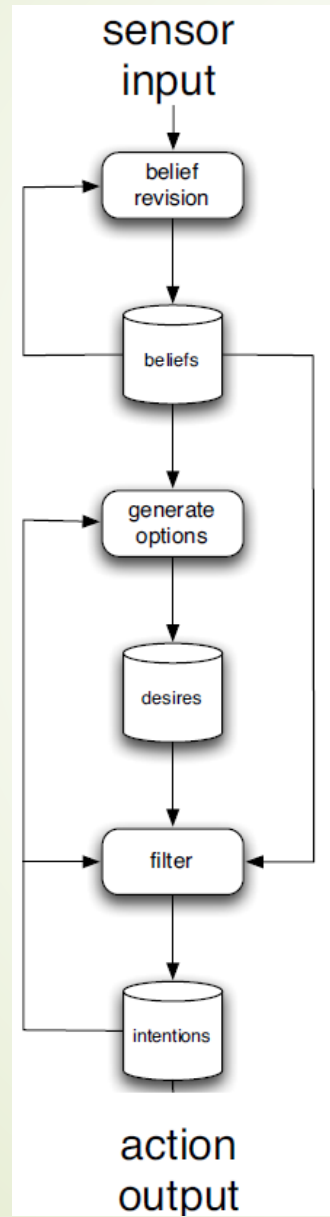 sensor
input
belief
revision
beliefs
generate
options
desires
filter
intentions
action
output